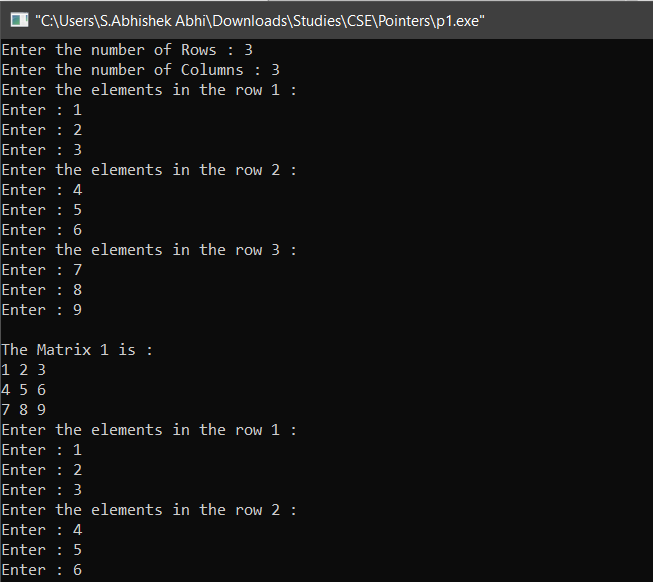 "C:\Users\S.Abhishek Abhi\Downloads\Studies\CSE\Pointers\p1.exe"
Enter the number of Rows : 3
Enter the number of Columns : 3
Enter the elements in the row 1 :
Enter : 1
Enter : 2
Enter : 3
Enter the elements in the row 2 :
Enter : 4
Enter : 5
Enter : 6
Enter the elements in the row 3 :
Enter : 7
Enter : 8
Enter : 9
The Matrix 1 is :
1 2 3
4 5 6
7 8 9
Enter the elements in the row 1 :
Enter : 1
Enter : 2
Enter : 3
Enter the elements in the row 2 :
Enter : 4
Enter : 5
Enter : 6